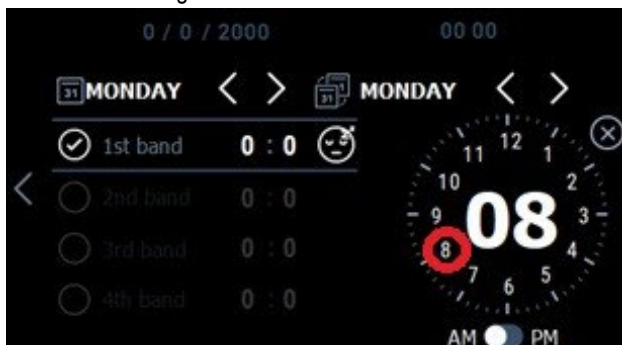 0 / 0 / 2000
00 00
31 MONDAY < >
31 MONDAY < >
1st band 0 : 0
2nd band 0 : 0
3rd band 0 : 0
4th band 0 : 0
12
1
2
3
4
5
6
7
8
9
10
11
08
AM PM